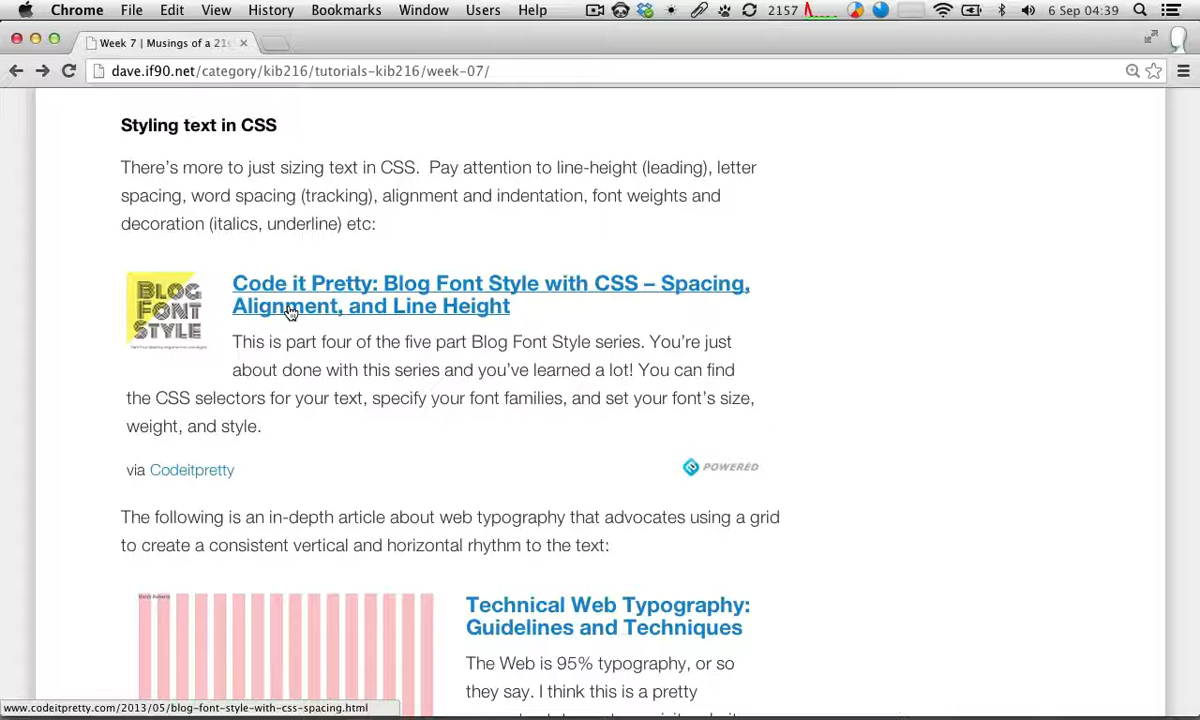 Chrome File Edit View History Bookmarks Window Users Help 2157 6 Sep 04:39
Week 7 | Musings of a 21s
dave.if90.net/category/kib216/tutorials-kib216/week-07/
Styling text in CSS
There's more to just sizing text in CSS. Pay attention to line-height (leading), letter
spacing, word spacing (tracking), alignment and indentation, font weights and
decoration (italics, underline) etc:
BLOG
FONT
STYLE
Code it Pretty: Blog Font Style with CSS – Spacing,
Alignment, and Line Height
This is part four of the five part Blog Font Style series. You're just
about done with this series and you've learned a lot! You can find
the CSS selectors for your text, specify your font families, and set your font's size,
weight, and style.
via Codeitpretty
POWERED
The following is an in-depth article about web typography that advocates using a grid
to create a consistent vertical and horizontal rhythm to the text:
Technical Web Typography:
Guidelines and Techniques
The Web is 95% typography, or so
they say. I think this is a pretty
www.codeitpretty.com/2013/05/blog-font-style-with-css-spacing.html